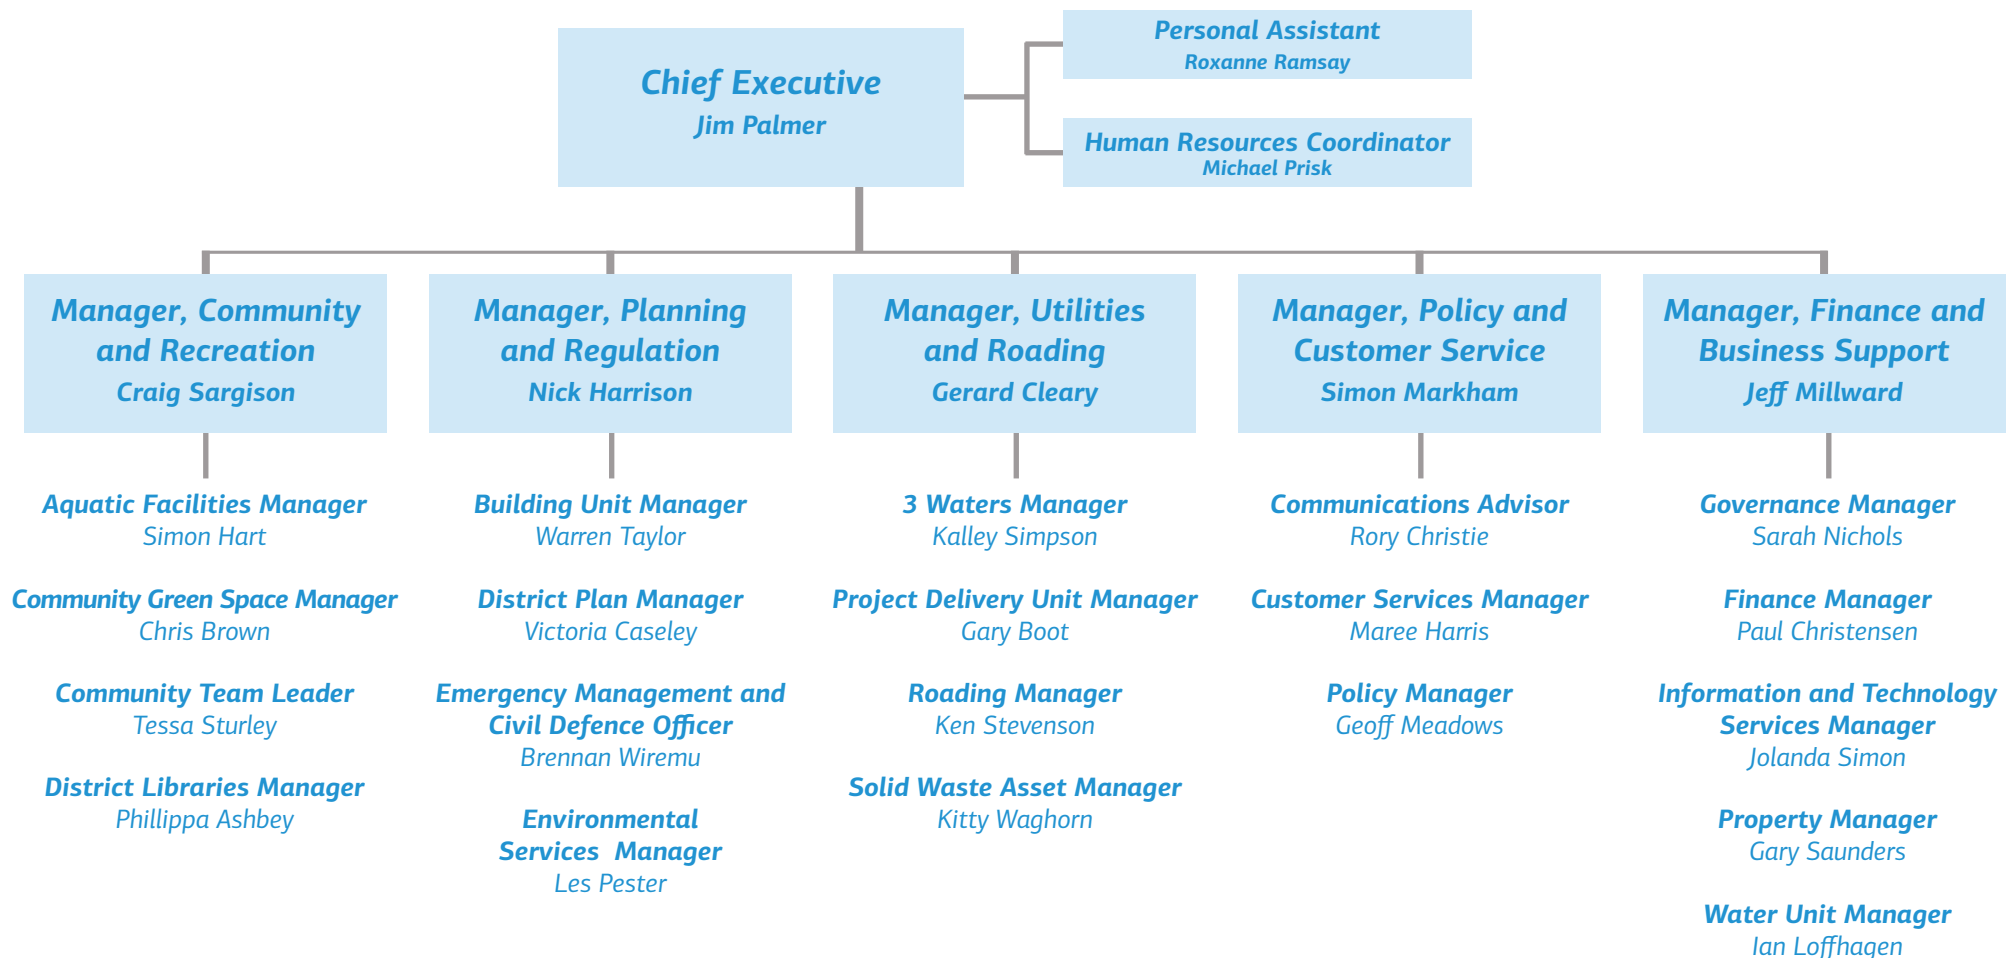 Chief Executive
Jim Palmer
Personal Assistant
Roxanne Ramsay
Human Resources Coordinator
Michael Prisk
Manager, Community
and Recreation
Craig Sargison
Aquatic Facilities Manager
Simon Hart
Community Green Space Manager
Chris Brown
Community Team Leader
Tessa Sturley
District Libraries Manager
Phillippa Ashbey
Manager, Planning
and Regulation
Nick Harrison
Building Unit Manager
Warren Taylor
District Plan Manager
Victoria Caseley
Emergency Management and
Civil Defence Officer
Brennan Wiremu
Environmental
Services  Manager
Les Pester
Manager, Utilities
and Roading
Gerard Cleary
3 Waters Manager
Kalley Simpson
Project Delivery Unit Manager
Gary Boot
Roading Manager
Ken Stevenson
Solid Waste Asset Manager
Kitty Waghorn
Manager, Policy and
Customer Service
Simon Markham
Communications Advisor
Rory Christie
Customer Services Manager
Maree Harris
Policy Manager
Geoff Meadows
Manager, Finance and
Business Support
Jeff Millward
Governance Manager
Sarah Nichols
Finance Manager
Paul Christensen
Information and Technology
Services Manager
Jolanda Simon
Property Manager
Gary Saunders
Water Unit Manager
Ian Loffhagen